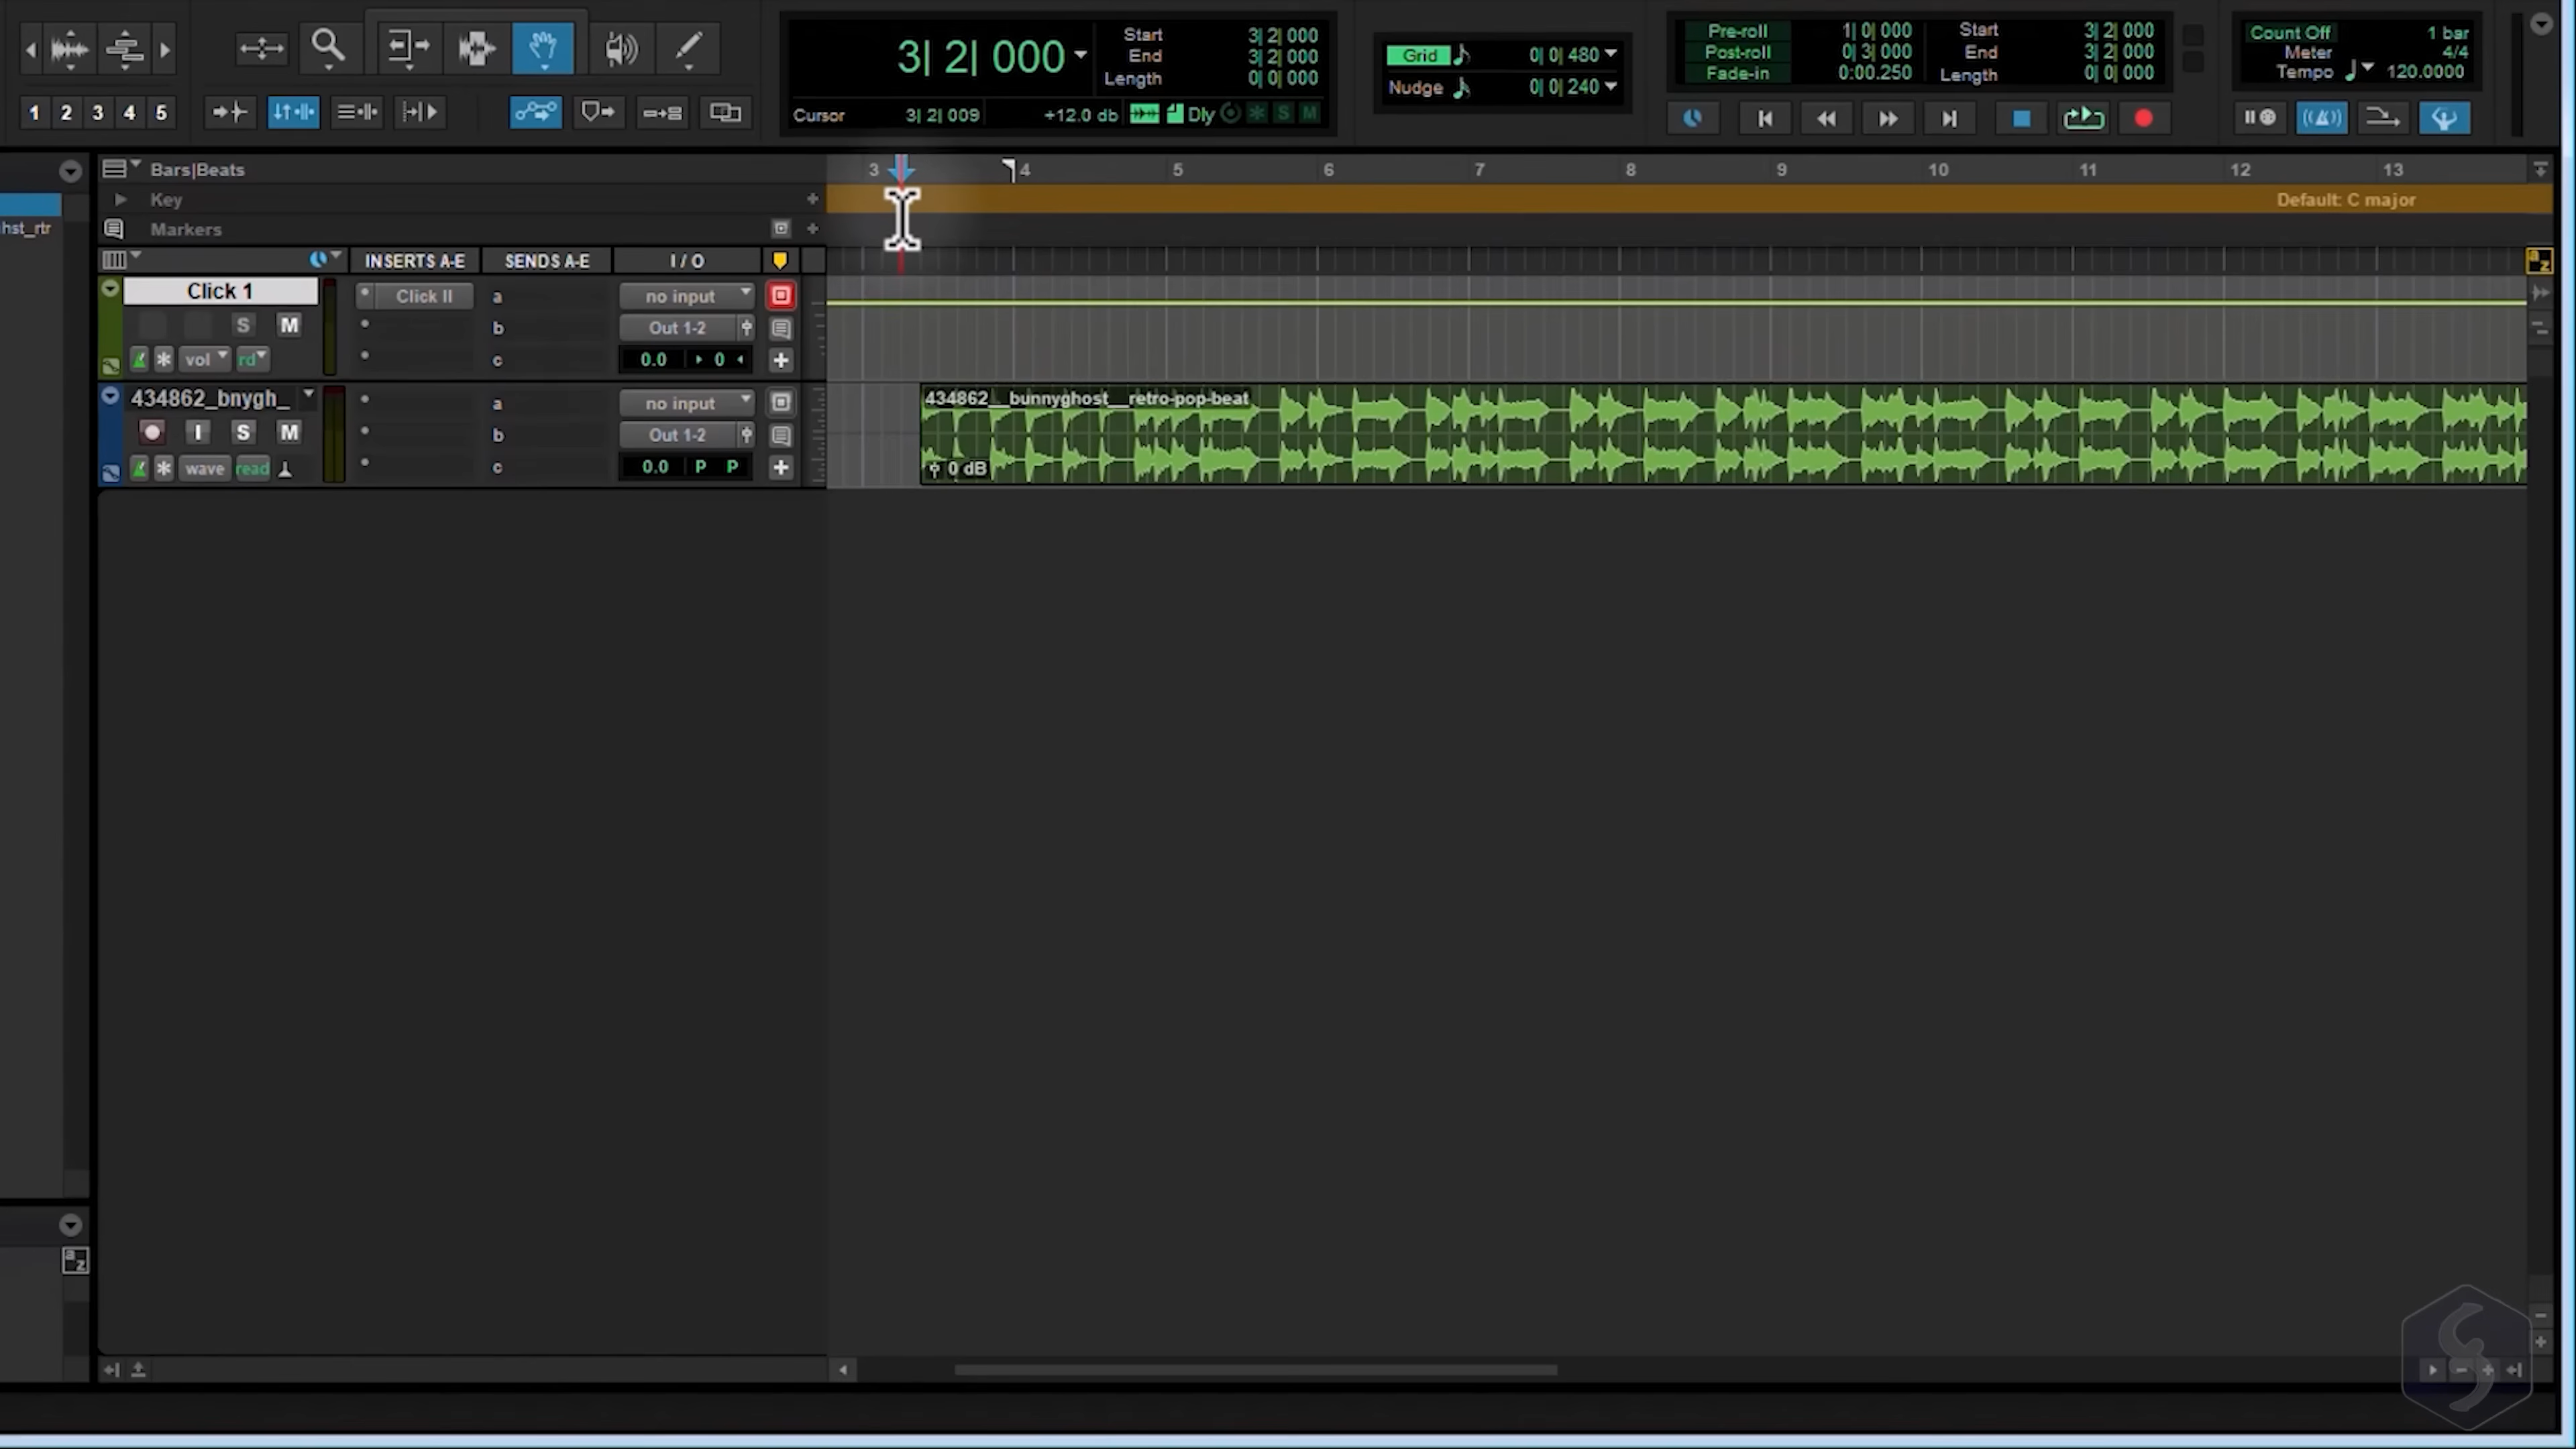 3| 2| 000
Start 3| 2| 000
End 3| 2| 000
Length 0| 0| 000
Cursor 3| 2| 009 +12.0 db Dly S M
Grid 0| 0| 480
Nudge 0| 0| 240
Pre-roll 1| 0| 000 Start 3| 2| 000
Post-roll 0| 3| 000 End 3| 2| 000
Fade-in 0:00.250 Length 0| 0| 000
Count Off 1 bar
Meter 4/4
Tempo 120.0000
1 2 3 4 5
Bars|Beats 3 4 5 6 7 8 9 10 11 12 13
Key + Default: C major
hst_rtr
Markers +
INSERTS A-E SENDS A-E I / O
a z
Click 1 Click II a no input
S M b Out 1-2
vol rd c 0.0 0 +
434862_bnygh_ a no input 434862__bunnyghost__retro-pop-beat
I S M b Out 1-2
wave read c 0.0 P P + 0 dB
a z